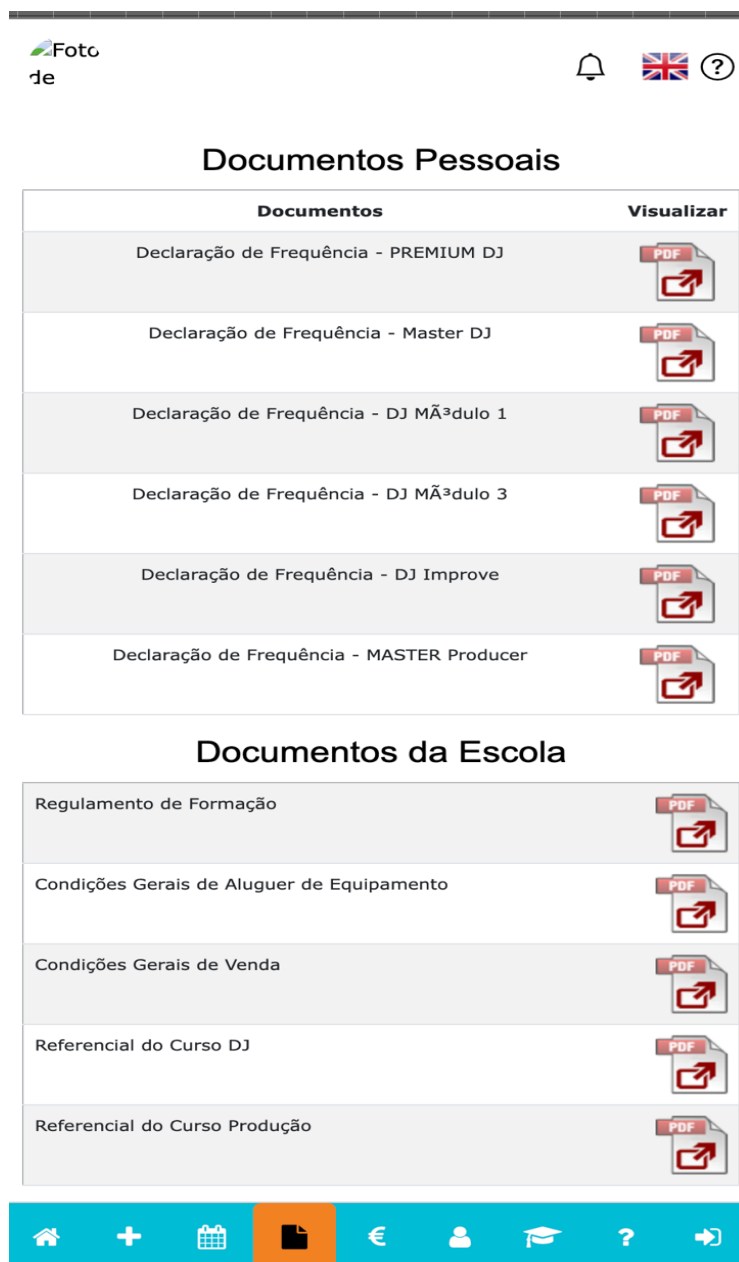 Foto
de
?
Documentos Pessoais
Documentos Visualizar
Declaração de Frequência - PREMIUM DJ PDF
Declaração de Frequência - Master DJ PDF
Declaração de Frequência - DJ MÃ³dulo 1 PDF
Declaração de Frequência - DJ MÃ³dulo 3 PDF
Declaração de Frequência - DJ Improve PDF
Declaração de Frequência - MASTER Producer PDF
Documentos da Escola
Regulamento de Formação PDF
Condições Gerais de Aluguer de Equipamento PDF
Condições Gerais de Venda PDF
Referencial do Curso DJ PDF
Referencial do Curso Produção PDF
€ ?